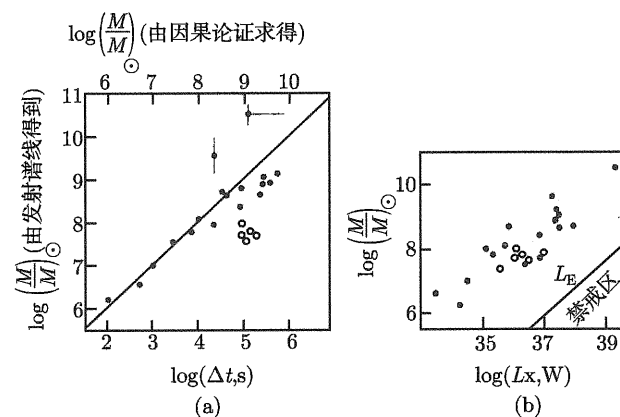 log(M/M⊙)(由因果论证求得)
6 7 8 9 10
log(M/M⊙)(由发射谱线得到)
11
10
9
8
7
6
2 3 4 5 6
log(Δt,s)
(a)
log(M/M)⊙
10
8
6
L_E
禁戒区
35 37 39
log(Lx,W)
(b)